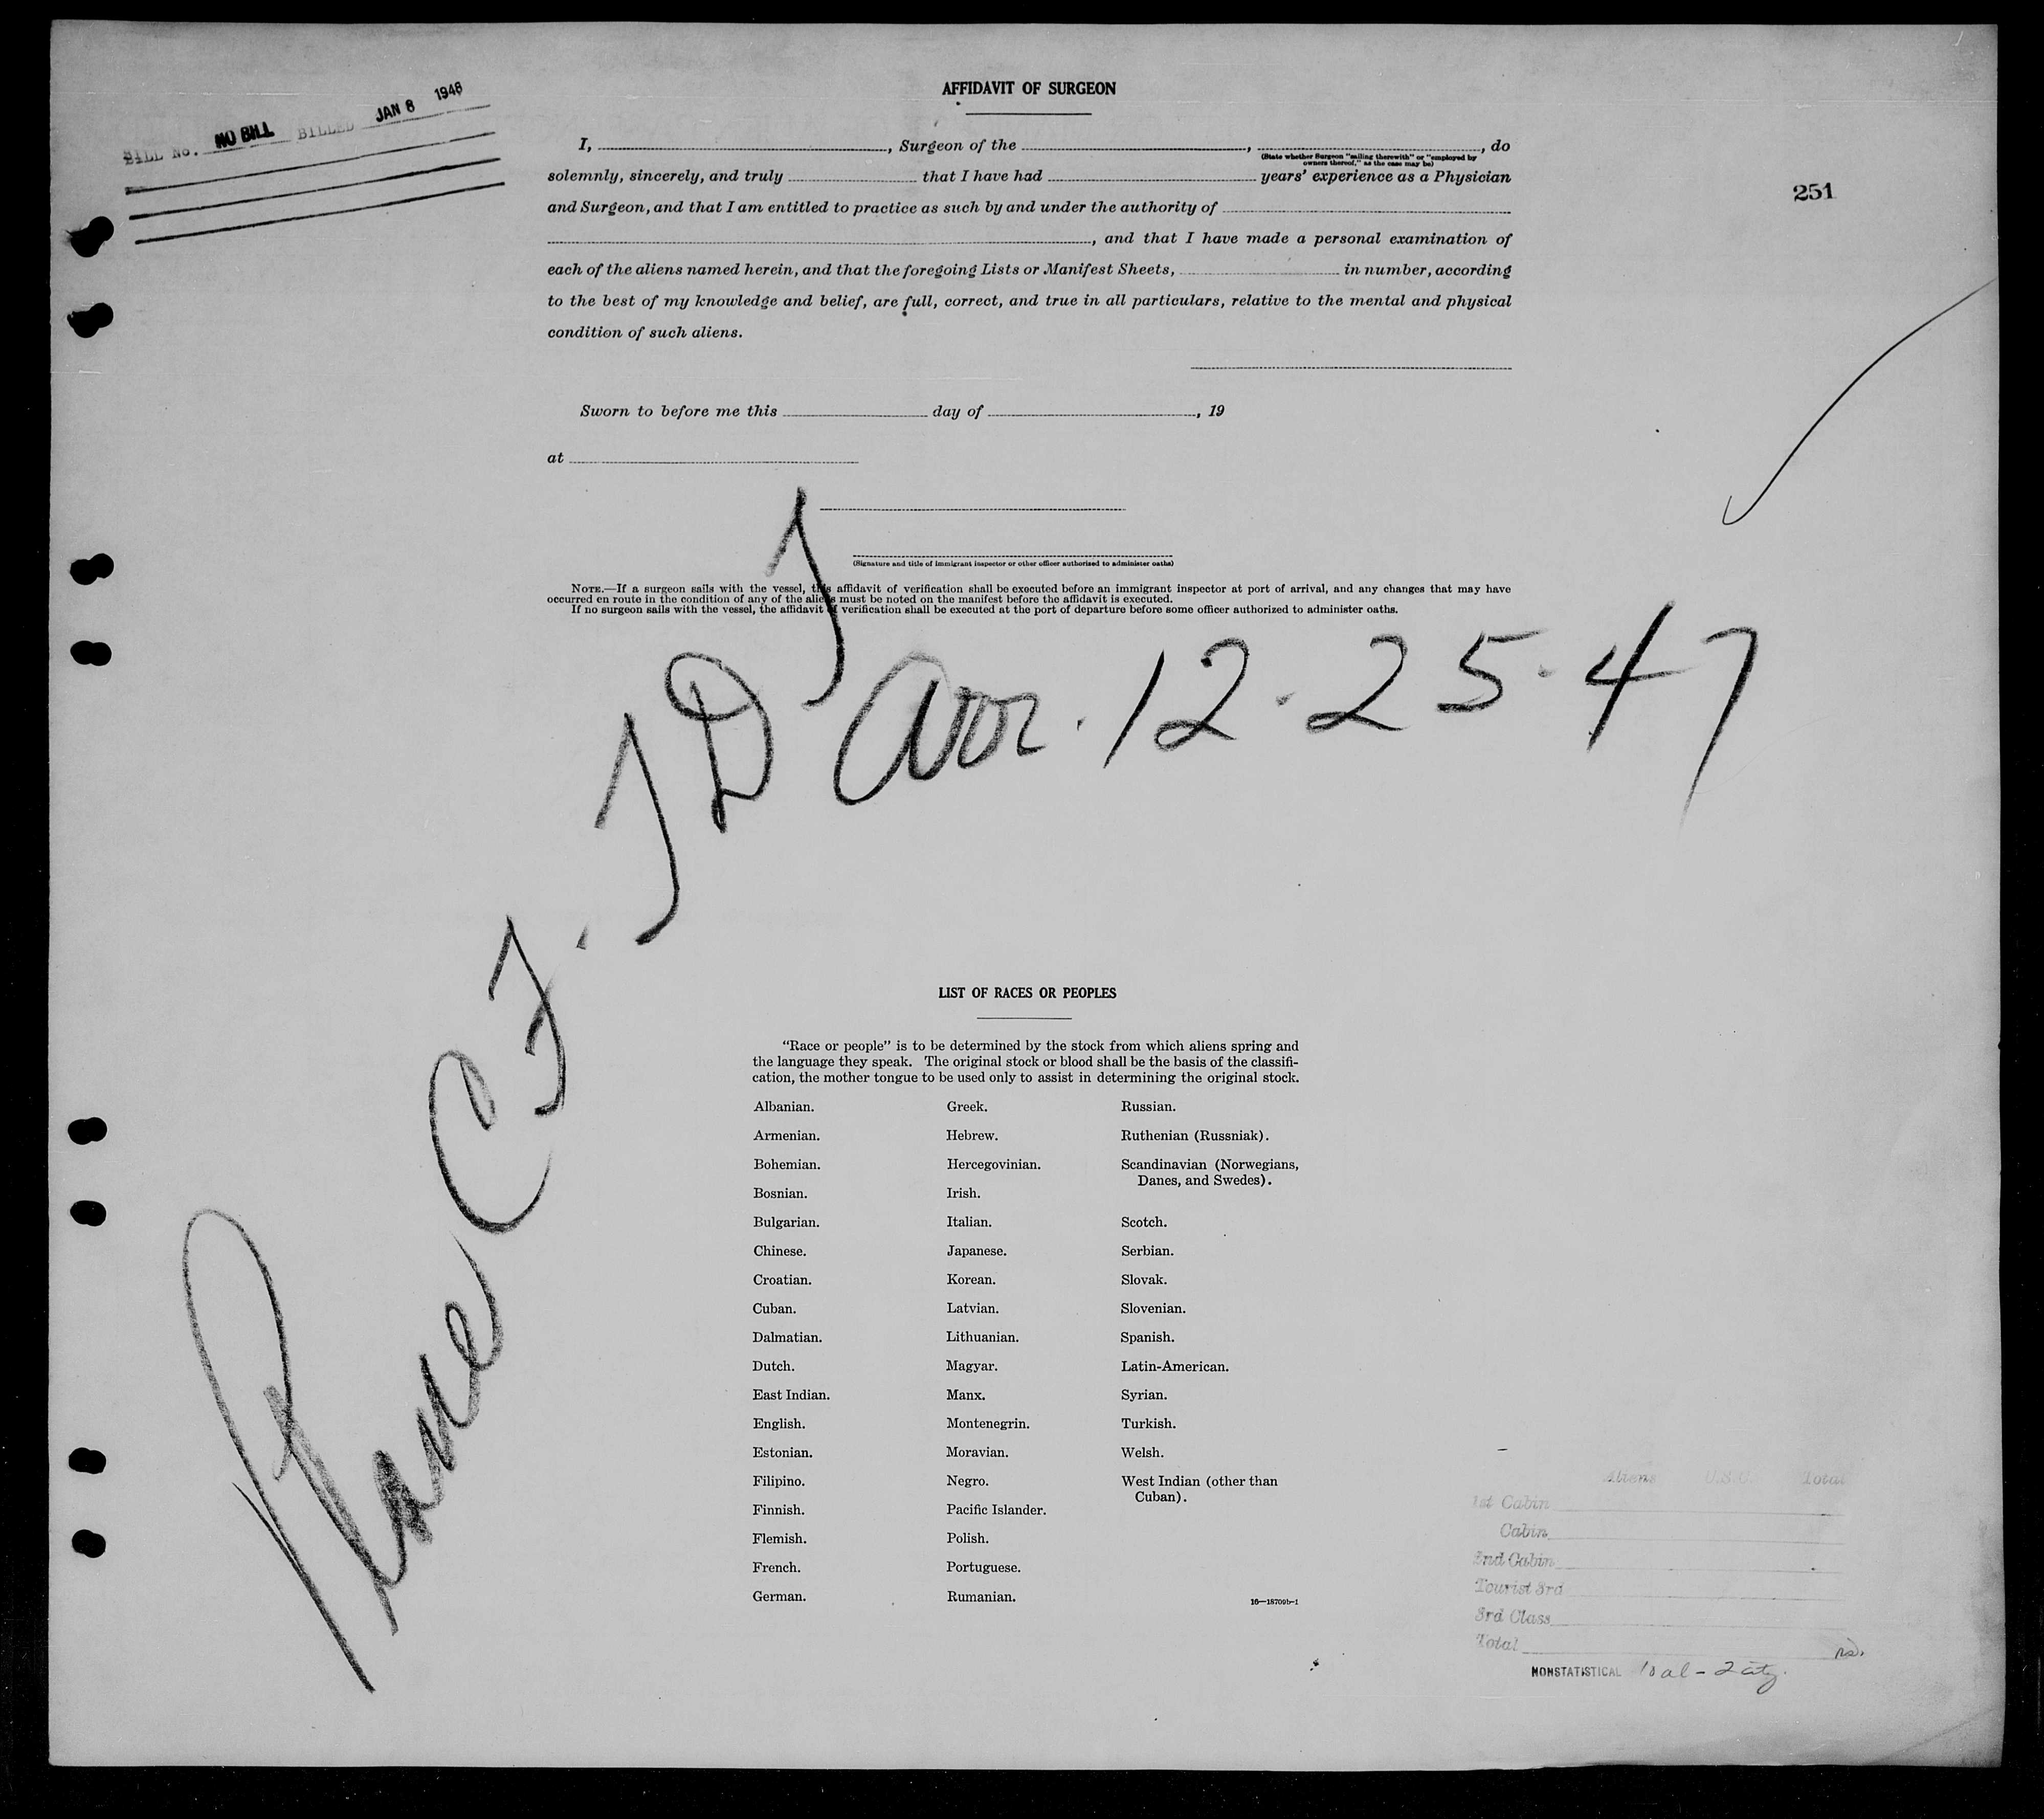 BILL No. NO BILL BILLED JAN 8 1948
251
AFFIDAVIT OF SURGEON
I, , Surgeon of the , , do
(State whether Surgeon "sailing therewith" or "employed by
owners thereof," as the case may be)
solemnly, sincerely, and truly that I have had years' experience as a Physician
and Surgeon, and that I am entitled to practice as such by and under the authority of
, and that I have made a personal examination of
each of the aliens named herein, and that the foregoing Lists or Manifest Sheets, in number, according
to the best of my knowledge and belief, are full, correct, and true in all particulars, relative to the mental and physical
condition of such aliens.
Sworn to before me this day of , 19
at
(Signature and title of immigrant inspector or other officer authorized to administer oaths)
NOTE.—If a surgeon sails with the vessel, this affidavit of verification shall be executed before an immigrant inspector at port of arrival, and any changes that may have
occurred en route in the condition of any of the aliens must be noted on the manifest before the affidavit is executed.
If no surgeon sails with the vessel, the affidavit of verification shall be executed at the port of departure before some officer authorized to administer oaths.
Plane CF. TDJ arr. 12.25.47
LIST OF RACES OR PEOPLES
"Race or people" is to be determined by the stock from which aliens spring and
the language they speak. The original stock or blood shall be the basis of the classifi-
cation, the mother tongue to be used only to assist in determining the original stock.
Albanian.
Armenian.
Bohemian.
Bosnian.
Bulgarian.
Chinese.
Croatian.
Cuban.
Dalmatian.
Dutch.
East Indian.
English.
Estonian.
Filipino.
Finnish.
Flemish.
French.
German.
Greek.
Hebrew.
Hercegovinian.
Irish.
Italian.
Japanese.
Korean.
Latvian.
Lithuanian.
Magyar.
Manx.
Montenegrin.
Moravian.
Negro.
Pacific Islander.
Polish.
Portuguese.
Rumanian.
Russian.
Ruthenian (Russniak).
Scandinavian (Norwegians,
Danes, and Swedes).
Scotch.
Serbian.
Slovak.
Slovenian.
Spanish.
Latin-American.
Syrian.
Turkish.
Welsh.
West Indian (other than
Cuban).
16—18709b-1
Aliens U.S.C. Total
1st Cabin
Cabin
2nd Cabin
Tourist 3rd
3rd Class
Total
NONSTATISTICAL